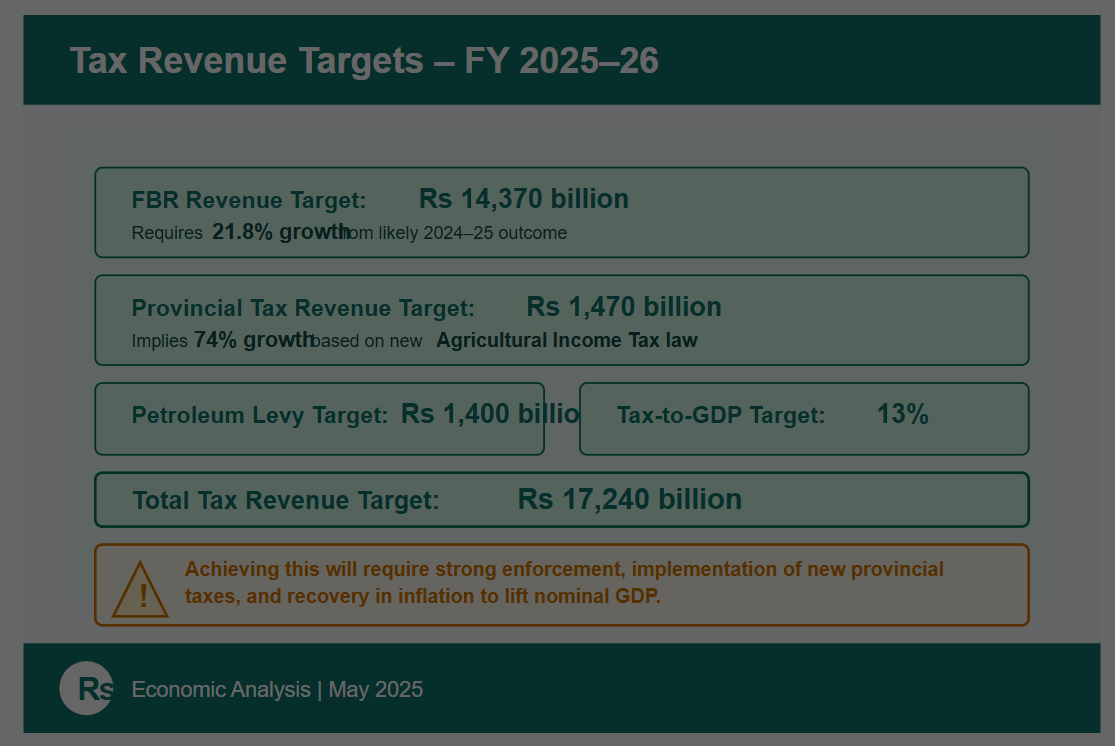 Tax Revenue Targets – FY 2025–26
FBR Revenue Target: Rs 14,370 billion
Requires 21.8% growth from likely 2024–25 outcome
Provincial Tax Revenue Target: Rs 1,470 billion
Implies 74% growth based on new Agricultural Income Tax law
Petroleum Levy Target: Rs 1,400 billio
Tax-to-GDP Target: 13%
Total Tax Revenue Target: Rs 17,240 billion
Achieving this will require strong enforcement, implementation of new provincial
taxes, and recovery in inflation to lift nominal GDP.
!
Rs Economic Analysis | May 2025